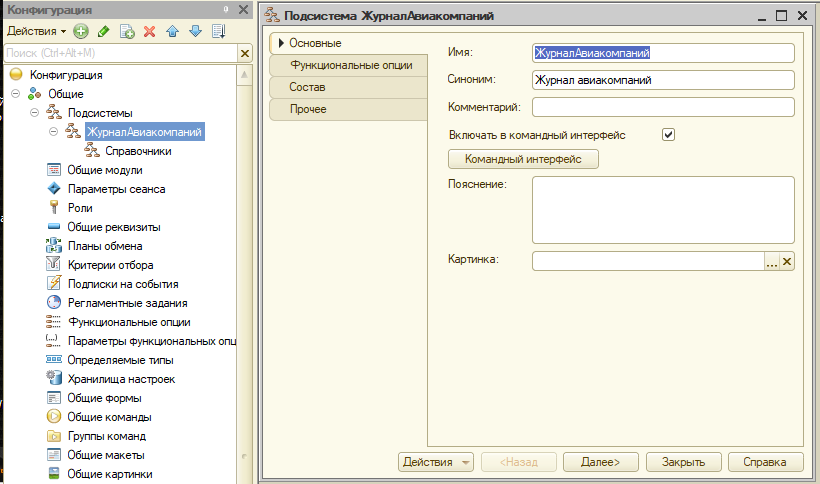 Конфигурация
Действия
Поиск (Ctrl+Alt+M)
Конфигурация
Общие
Подсистемы
ЖурналАвиакомпаний
Справочники
Общие модули
Параметры сеанса
Роли
Общие реквизиты
Планы обмена
Критерии отбора
Подписки на события
Регламентные задания
Функциональные опции
Параметры функциональных опц
Определяемые типы
Хранилища настроек
Общие формы
Общие команды
Группы команд
Общие макеты
Общие картинки
Подсистема ЖурналАвиакомпаний
Основные
Функциональные опции
Состав
Прочее
Имя: ЖурналАвиакомпаний
Синоним: Журнал авиакомпаний
Комментарий:
Включать в командный интерфейс
Командный интерфейс
Пояснение:
Картинка: ...
Действия <Назад Далее> Закрыть Справка